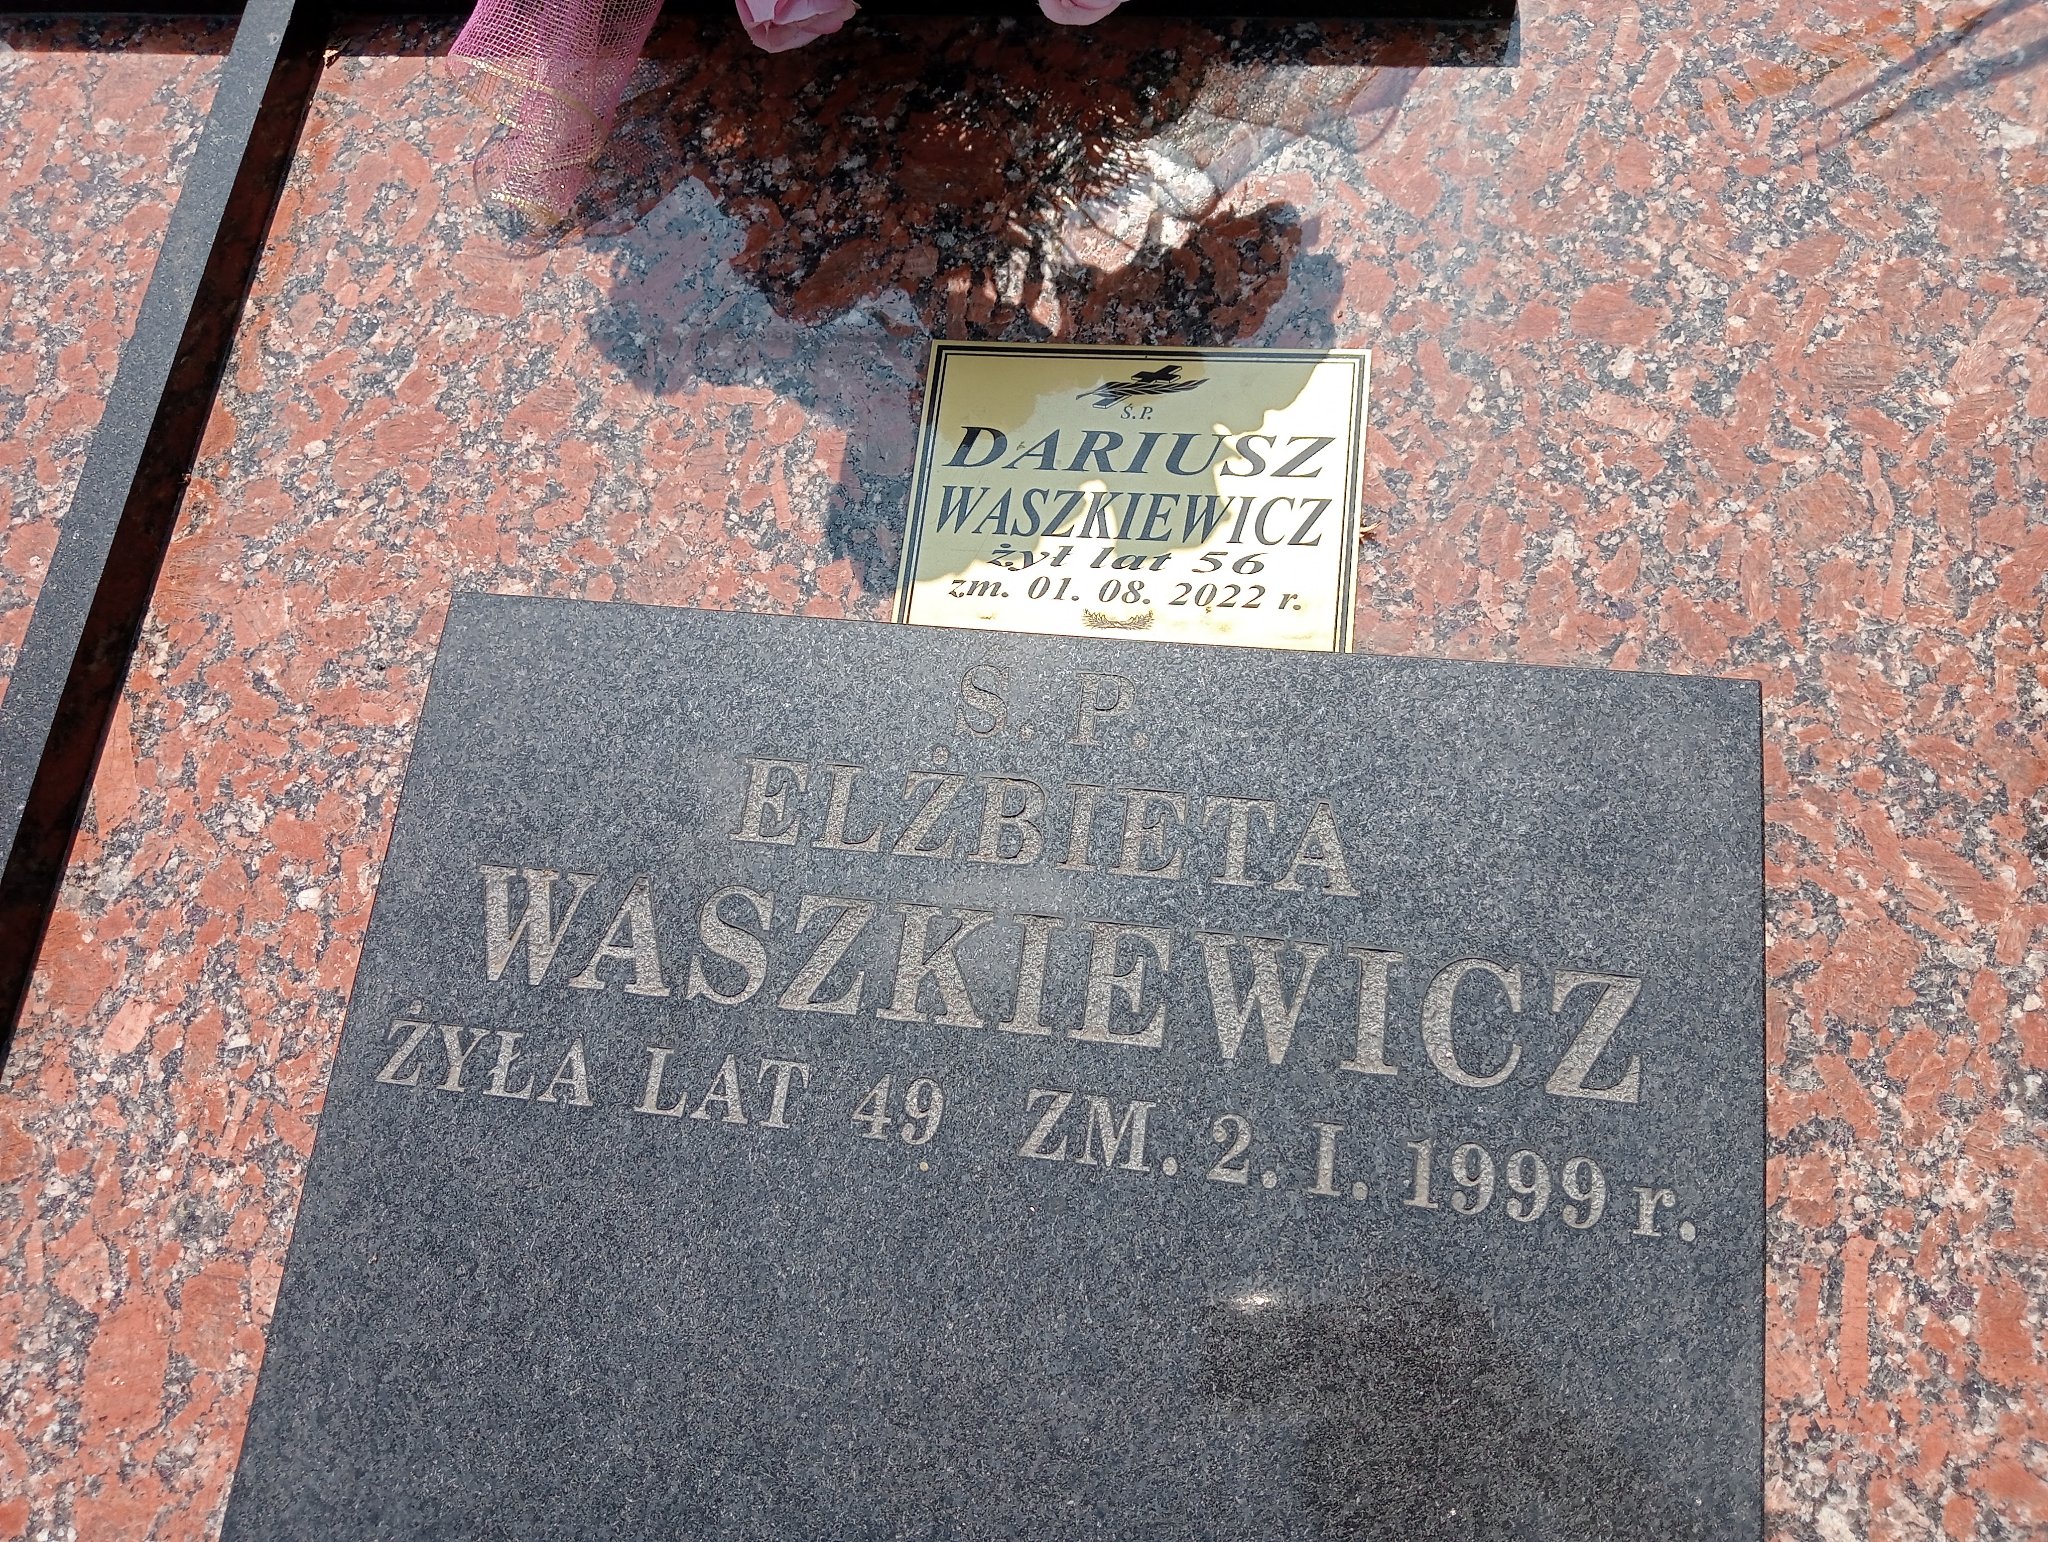 Ś.P.
DARIUSZ
WASZKIEWICZ
żył lat 56
zm. 01. 08. 2022 r.
Ś. P.
ELŻBIETA
WASZKIEWICZ
ŻYŁA LAT 49 ZM. 2. I. 1999 r.